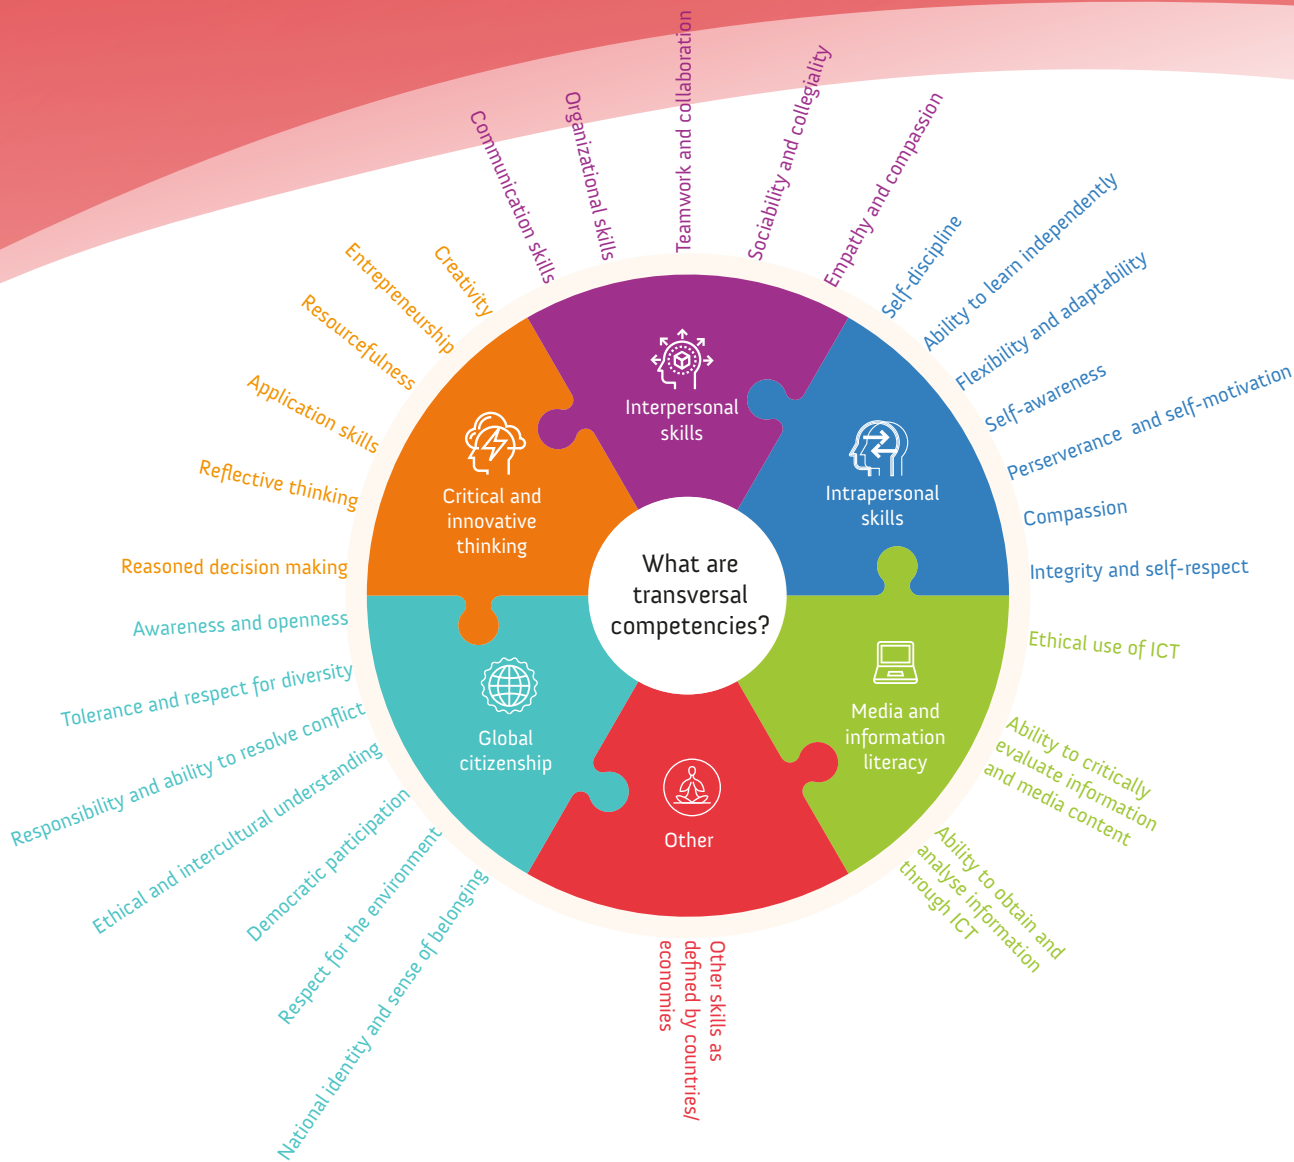 What are
transversal
competencies?
Interpersonal
skills
Communication skills
Organizational skills
Teamwork and collaboration
Sociability and collegiality
Empathy and compassion
Intrapersonal
skills
Self-discipline
Ability to learn independently
Flexibility and adaptability
Self-awareness
Perserverance and self-motivation
Compassion
Integrity and self-respect
Media and
information
literacy
Ethical use of ICT
Ability to critically
evaluate information
and media content
Ability to obtain and
analyse information
through ICT
Other
Other skills as
defined by countries/
economies
Global
citizenship
Awareness and openness
Tolerance and respect for diversity
Responsibility and ability to resolve conflict
Ethical and intercultural understanding
Democratic participation
Respect for the environment
National identity and sense of belonging
Critical and
innovative
thinking
Creativity
Entrepreneurship
Resourcefulness
Application skills
Reflective thinking
Reasoned decision making